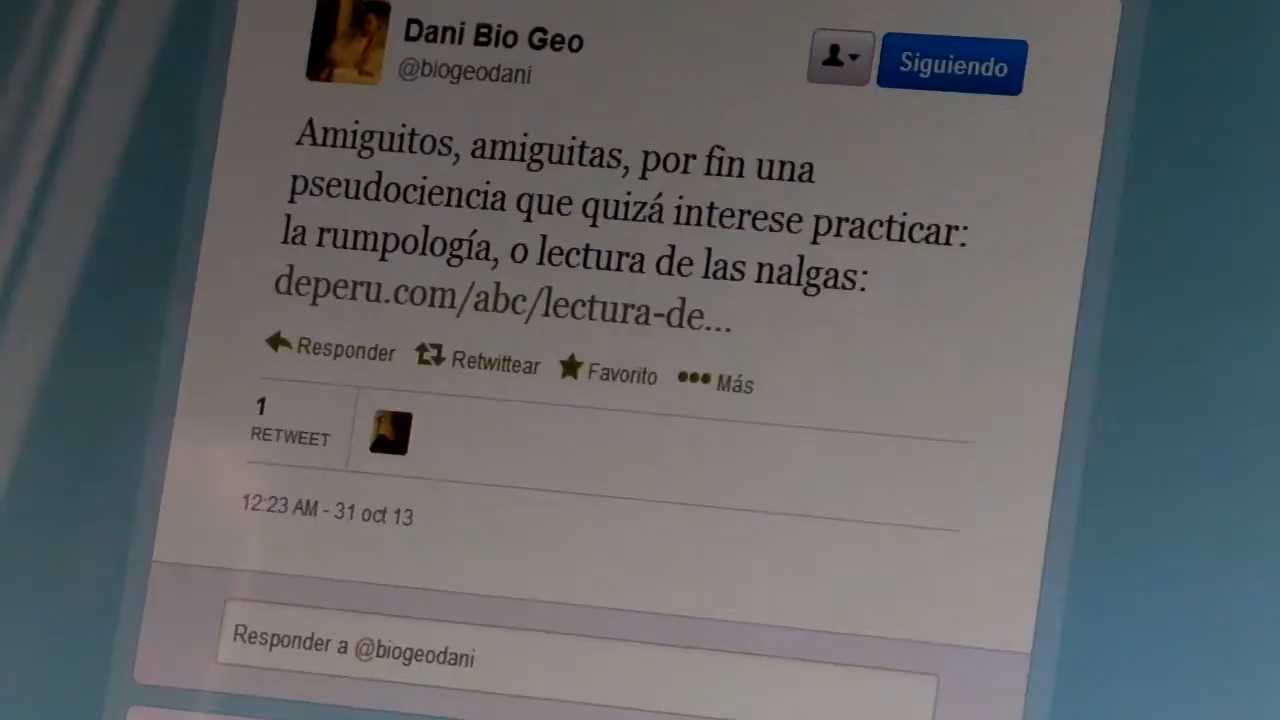 Dani Bio Geo
@biogeodani
Siguiendo
Amiguitos, amiguitas, por fin una
pseudociencia que quizá interese practicar:
la rumpología, o lectura de las nalgas:
deperu.com/abc/lectura-de...
Responder Retwittear Favorito Más
1
RETWEET
12:23 AM - 31 oct 13
Responder a @biogeodani